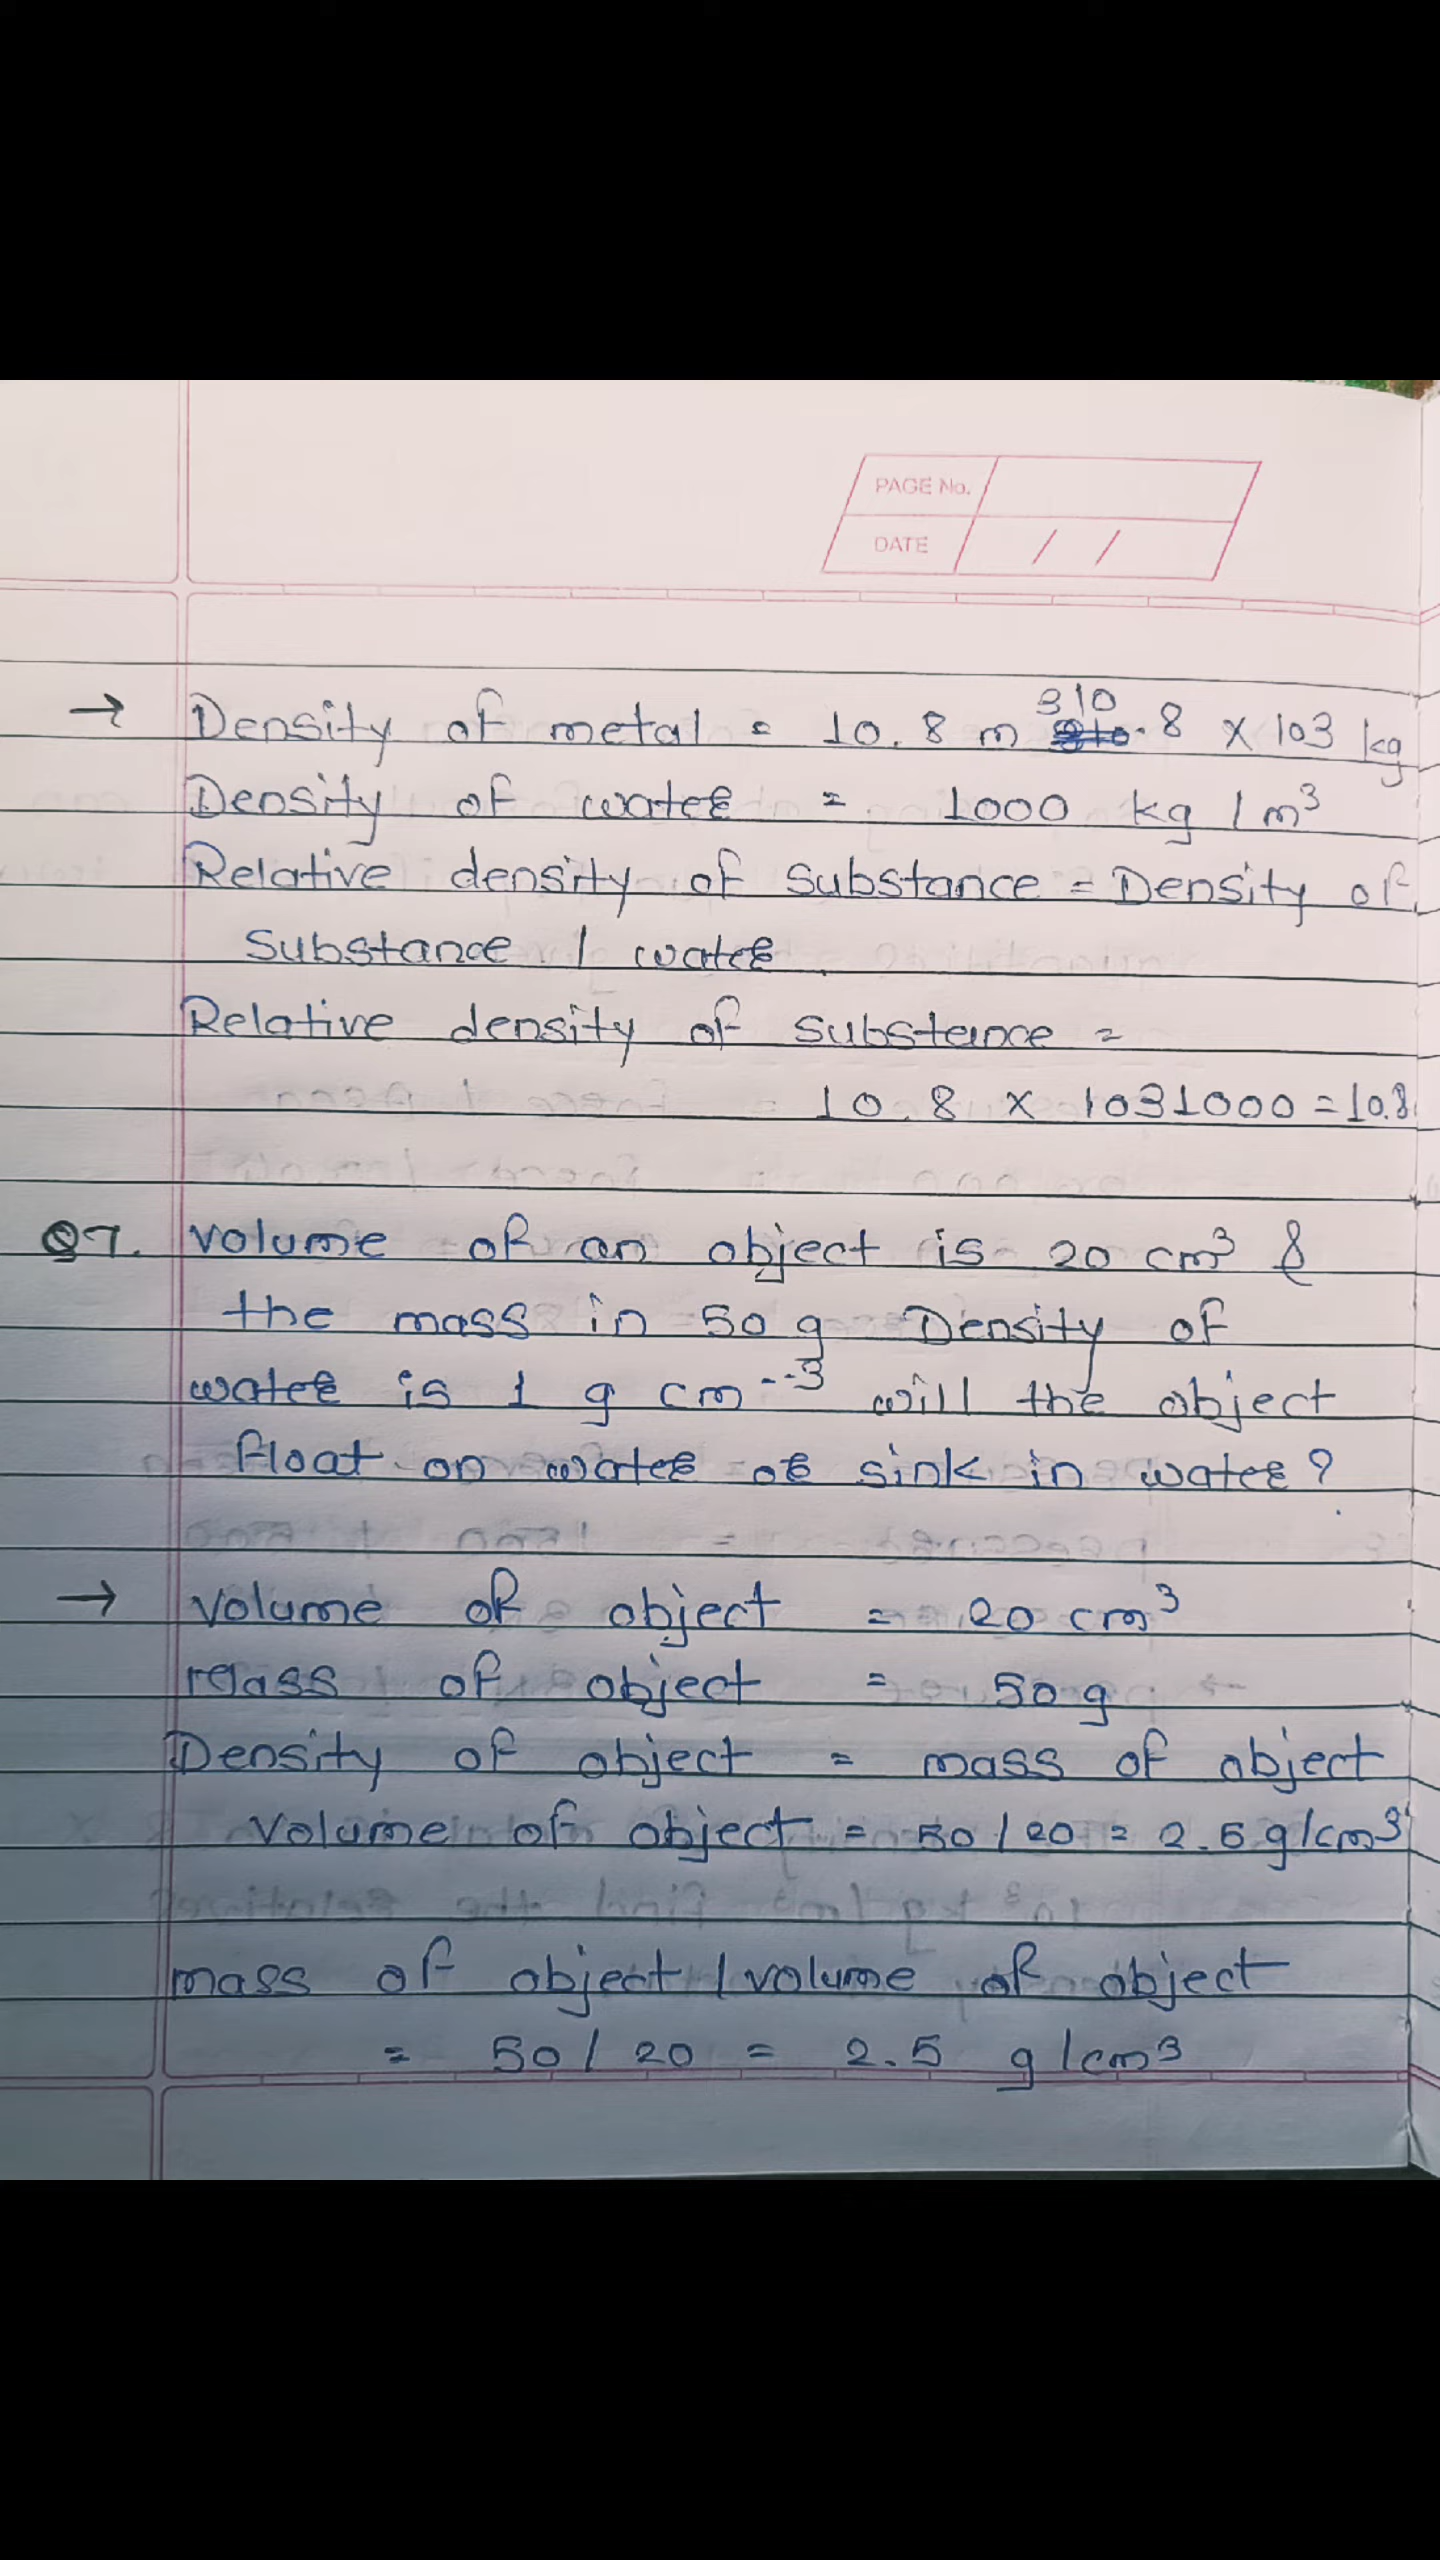 PAGE No.
DATE / /
→ Density of metal = 10.8 m 310.8 × 103 kg
Density of water = 1000 kg / m³
Relative density of substance = Density of
substance / water
Relative density of substance =
10.8 × 1031000 = 10.8
Q7. volume of an object is 20 cm³ &
the mass in 50 g Density of
water is 1 g cm--3 will the object
float on water or sink in water?
→ volume of object = 20 cm³
Mass of object = 50 g
Density of object = mass of object
volume of object = 50 / 20 = 2.5 g/cm³
mass of object / volume of object
= 50 / 20 = 2.5 g/cm³